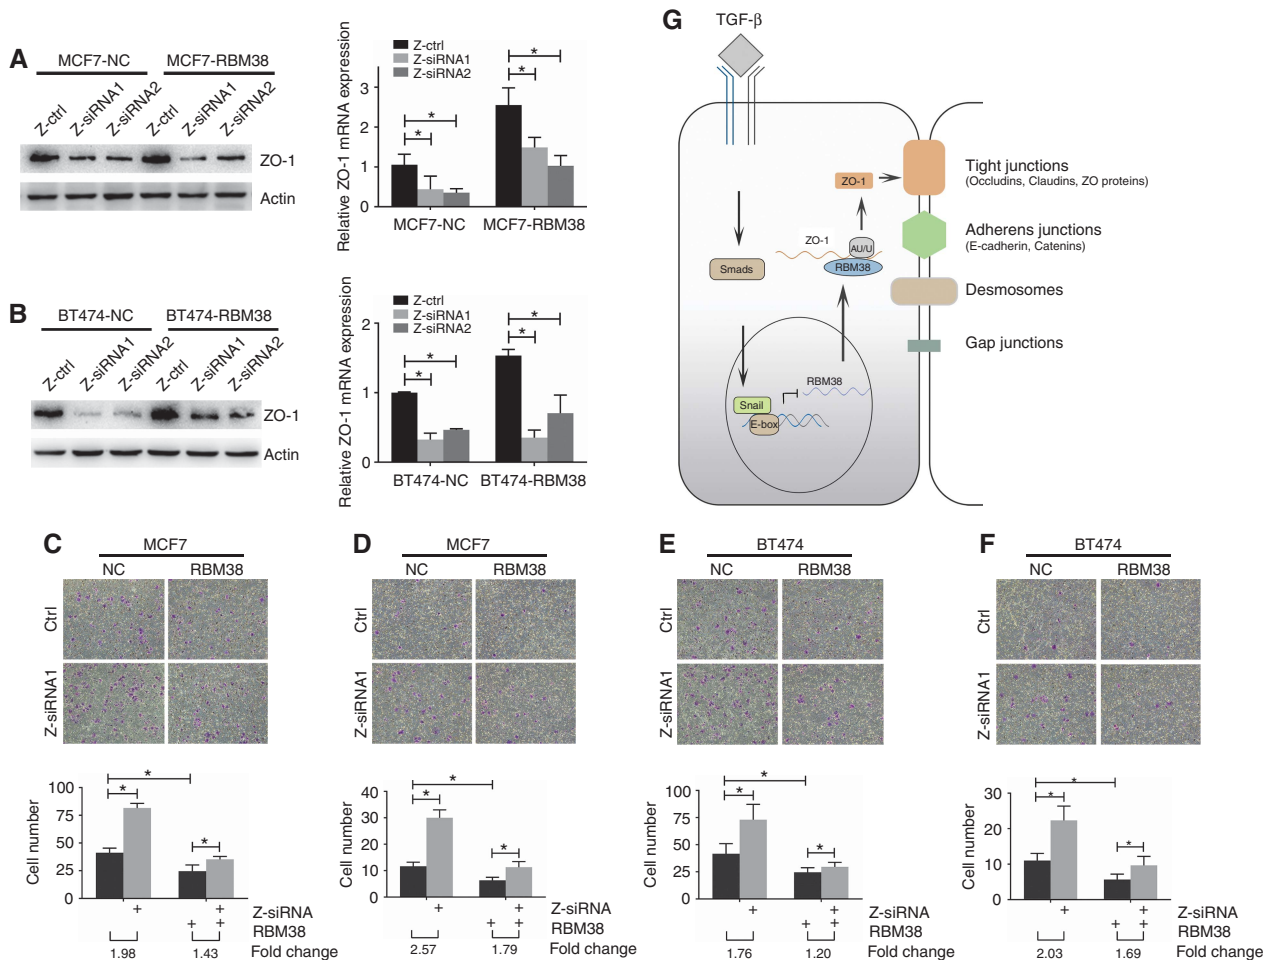 A
MCF7-NC
MCF7-RBM38
Z-ctrl
Z-siRNA1
Z-siRNA2
Z-ctrl
Z-siRNA1
Z-siRNA2
ZO-1
Actin
Relative ZO-1 mRNA expression
Z-ctrl
Z-siRNA1
Z-siRNA2
3
2
1
0
*
*
*
*
MCF7-NC
MCF7-RBM38
B
BT474-NC
BT474-RBM38
Z-ctrl
Z-siRNA1
Z-siRNA2
Z-ctrl
Z-siRNA1
Z-siRNA2
ZO-1
Actin
Relative ZO-1 mRNA expression
Z-ctrl
Z-siRNA1
Z-siRNA2
2
1
0
*
*
*
*
BT474-NC
BT474-RBM38
G
TGF-β
ZO-1
Tight junctions
(Occludins, Claudins, ZO proteins)
Adherens junctions
(E-cadherin, Catenins)
ZO-1
AU/U
RBM38
Smads
Desmosomes
Gap junctions
RBM38
Snail
E-box
C
MCF7
NC
RBM38
Ctrl
Z-siRNA1
Cell number
100
75
50
25
0
*
*
*
+
+
+
+
Z-siRNA
RBM38
1.98
1.43
Fold change
D
MCF7
NC
RBM38
Ctrl
Z-siRNA1
Cell number
40
30
20
10
0
*
*
*
+
+
+
+
Z-siRNA
RBM38
2.57
1.79
Fold change
E
BT474
NC
RBM38
Ctrl
Z-siRNA1
Cell number
100
75
50
25
0
*
*
*
+
+
+
+
Z-siRNA
RBM38
1.76
1.20
Fold change
F
BT474
NC
RBM38
Ctrl
Z-siRNA1
Cell number
30
20
10
0
*
*
*
+
+
+
+
Z-siRNA
RBM38
2.03
1.69
Fold change